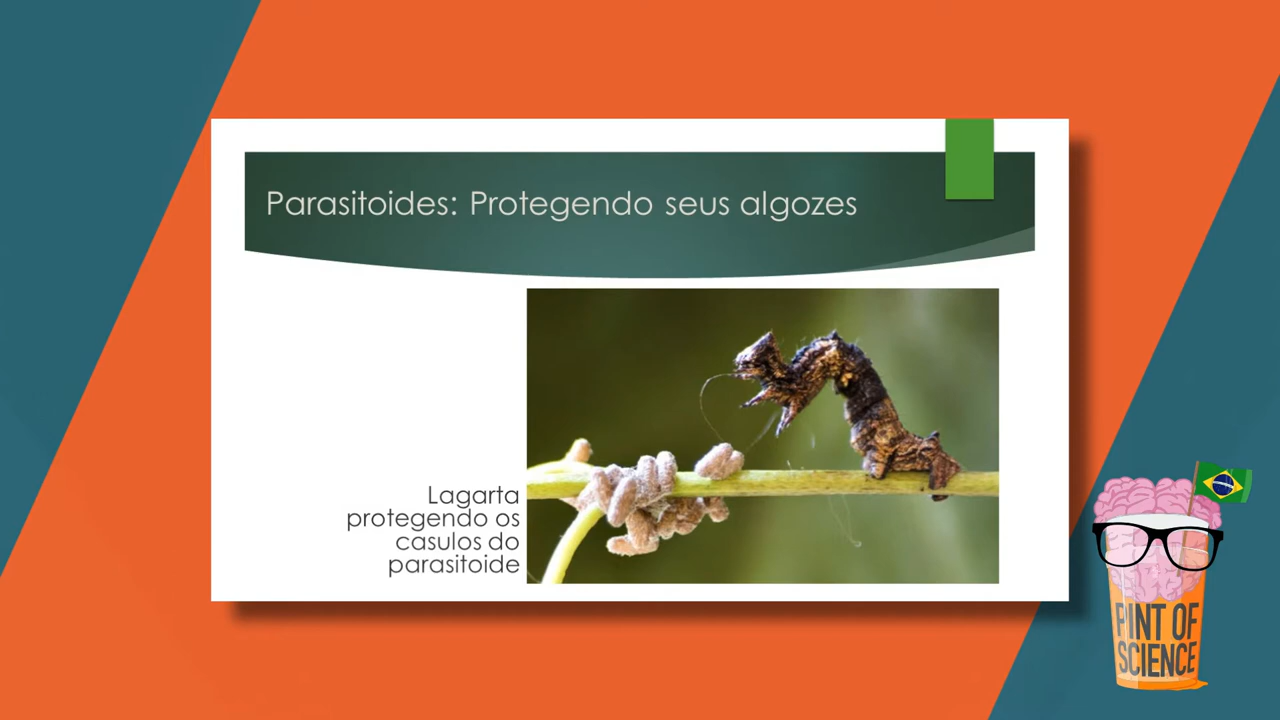 Parasitoides: Protegendo seus algozes
Lagarta
protegendo os
casulos do
parasitoide
PINT OF
SCIENCE